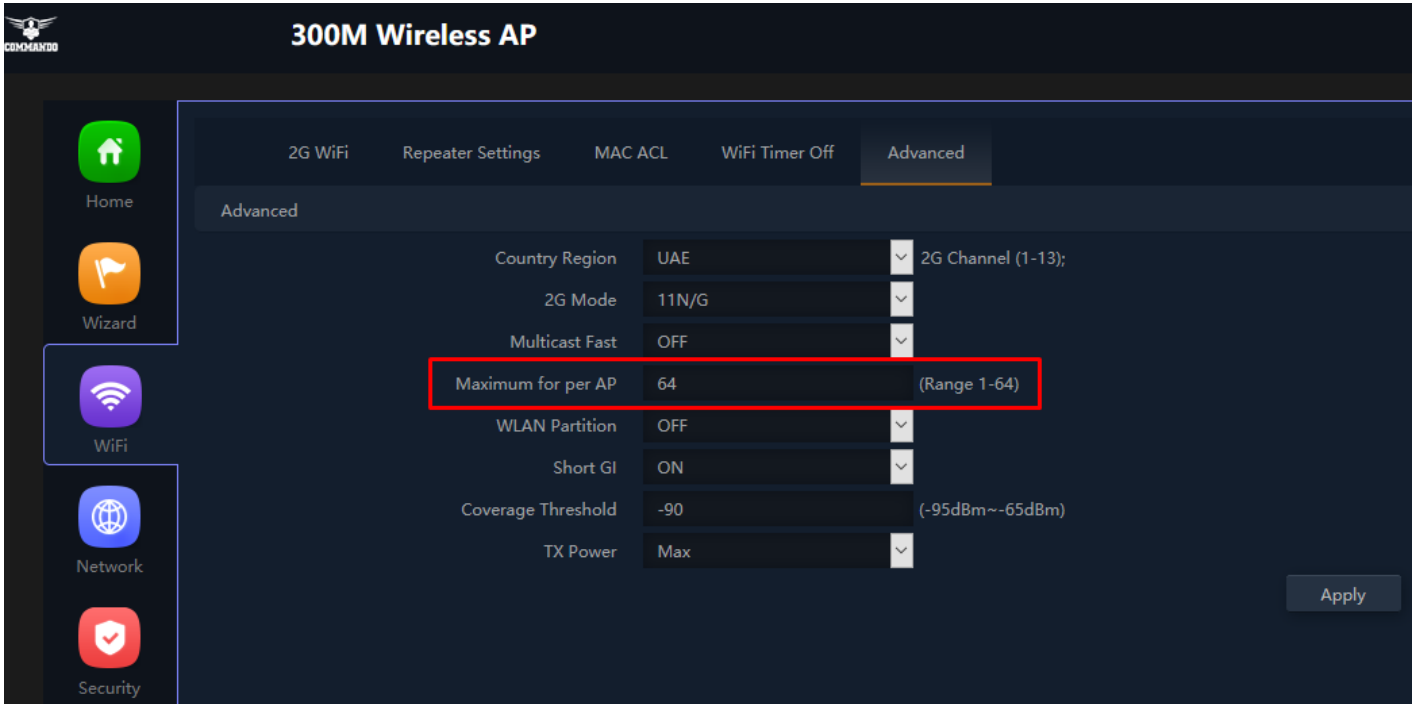 COMMANDO
300M Wireless AP
Home
Wizard
WiFi
Network
Security
2G WiFi Repeater Settings MAC ACL WiFi Timer Off Advanced
Advanced
Country Region UAE 2G Channel (1-13);
2G Mode 11N/G
Multicast Fast OFF
Maximum for per AP 64 (Range 1-64)
WLAN Partition OFF
Short GI ON
Coverage Threshold -90 (-95dBm~-65dBm)
TX Power Max
Apply